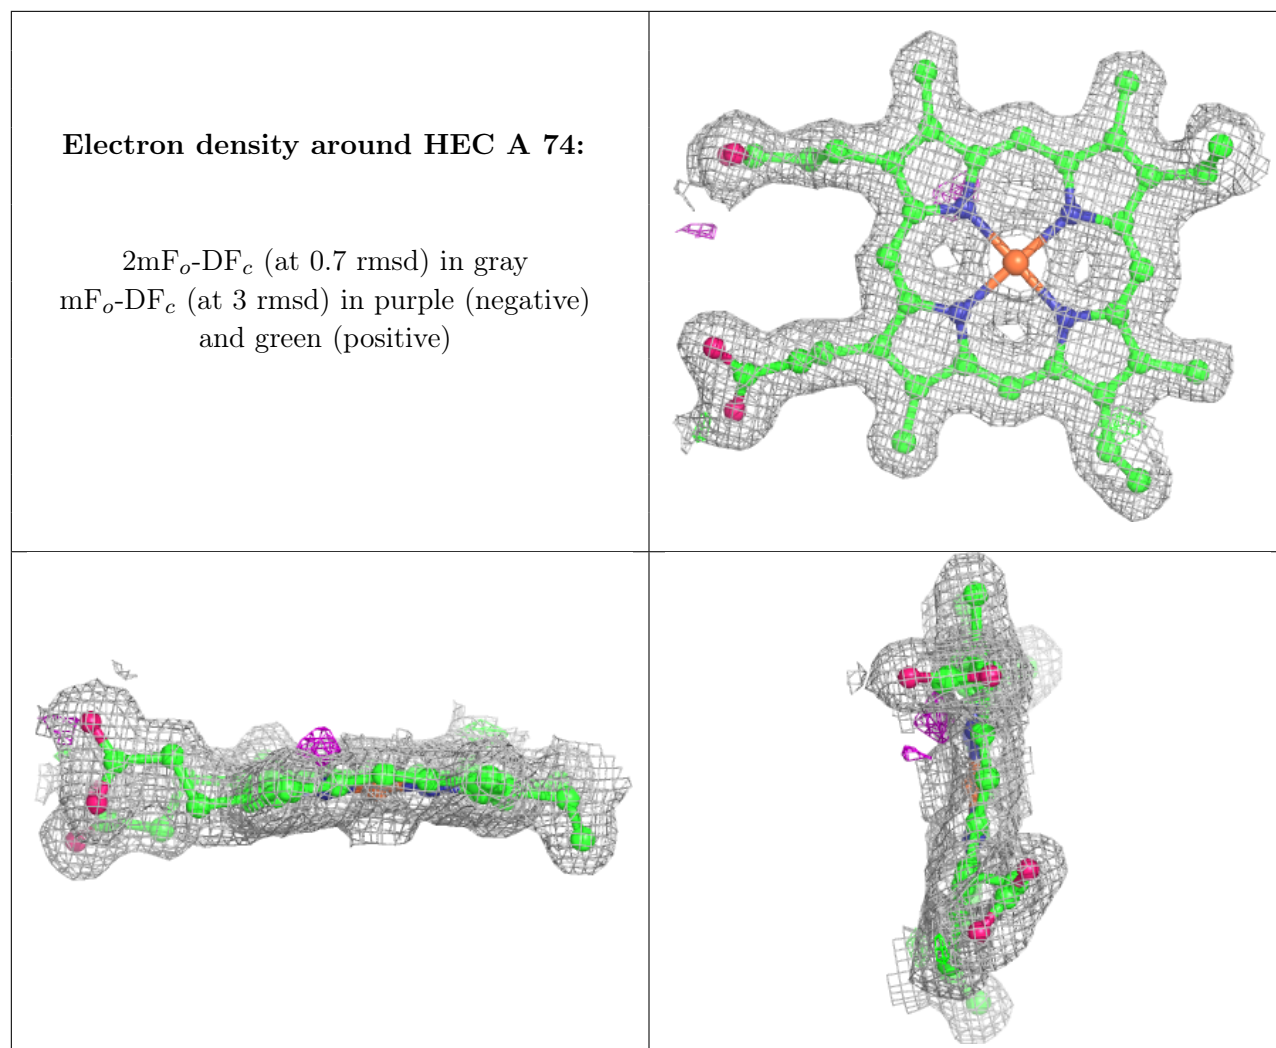 Electron density around HEC A 74:
2mFo-DFc (at 0.7 rmsd) in gray
mFo-DFc (at 3 rmsd) in purple (negative)
and green (positive)